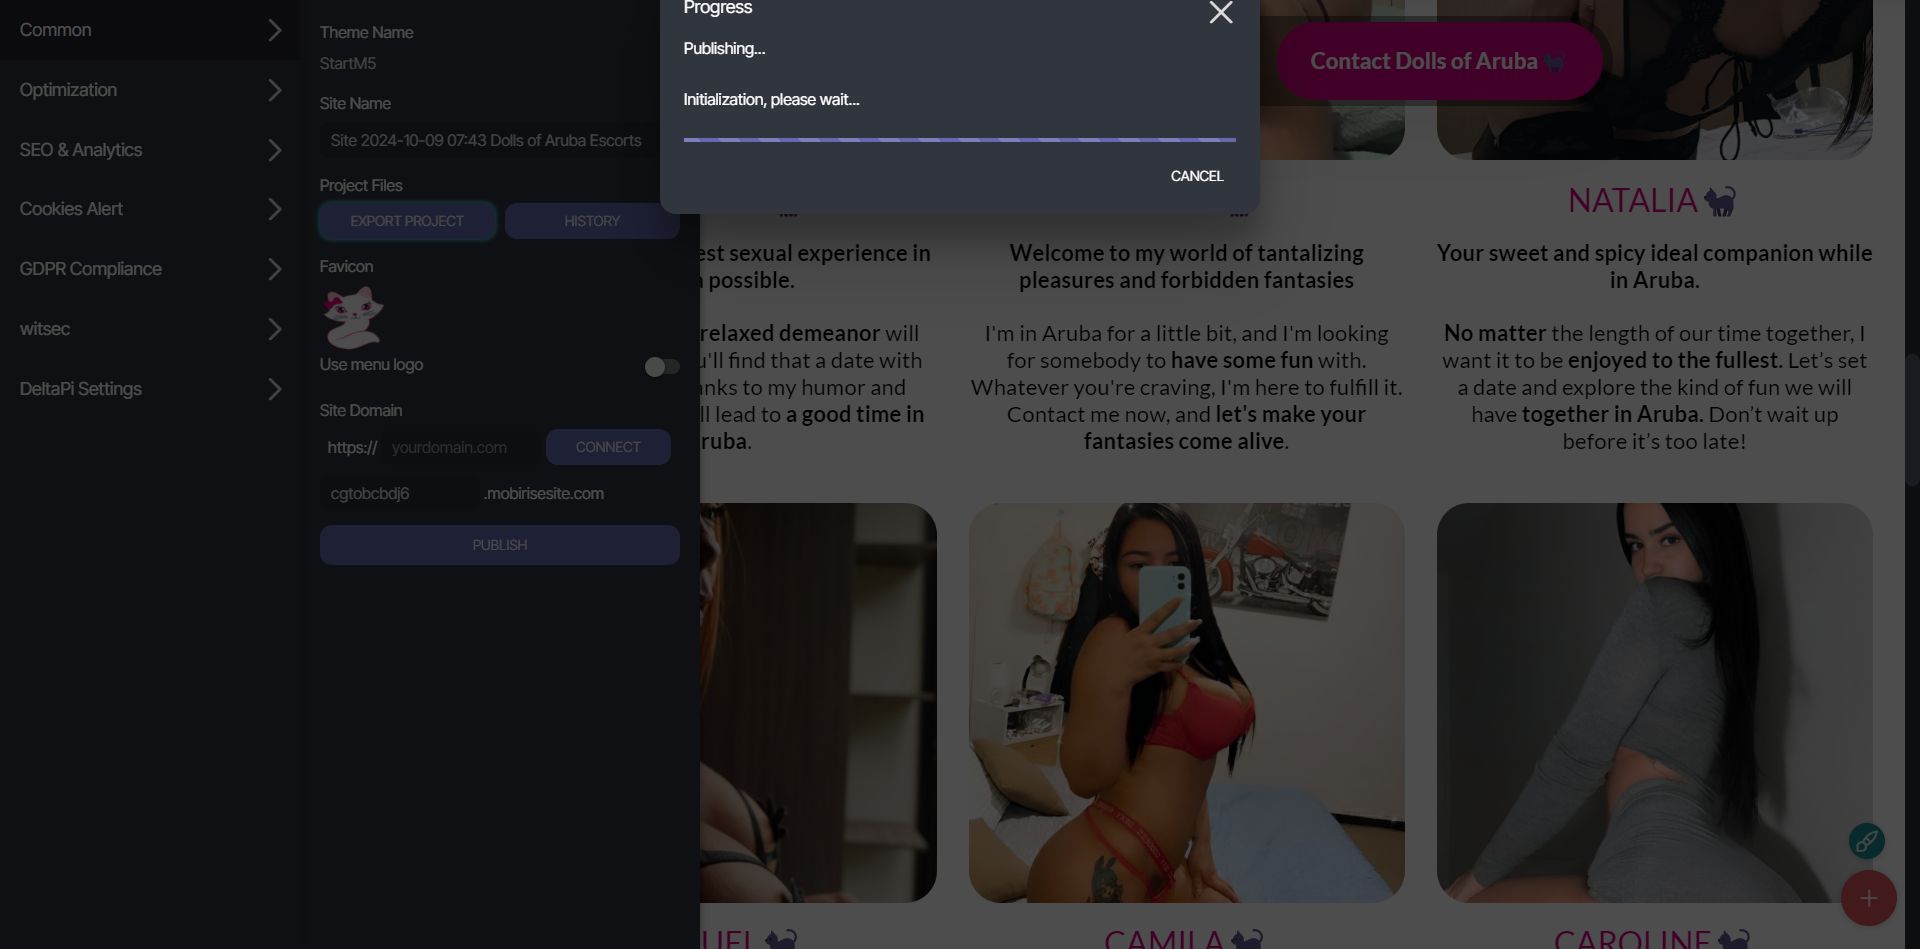 Common
Optimization
SEO & Analytics
Cookies Alert
GDPR Compliance
witsec
DeltaPi Settings
Theme Name
StartM5
Site Name
Site 2024-10-09 07:43 Dolls of Aruba Escorts
Project Files
EXPORT PROJECT
HISTORY
Favicon
Use menu logo
Site Domain
https://
yourdomain.com
CONNECT
cgtobcbdj6
.mobirisesite.com
PUBLISH
Progress
Publishing...
Initialization, please wait...
CANCEL
Contact Dolls of Aruba
est sexual experience in
possible.
relaxed demeanor will
u'll find that a date with
anks to my humor and
ll lead to a good time in
ruba.
Welcome to my world of tantalizing
pleasures and forbidden fantasies
I'm in Aruba for a little bit, and I'm looking
for somebody to have some fun with.
Whatever you're craving, I'm here to fulfill it.
Contact me now, and let's make your
fantasies come alive.
NATALIA
Your sweet and spicy ideal companion while
in Aruba.
No matter the length of our time together, I
want it to be enjoyed to the fullest. Let's set
a date and explore the kind of fun we will
have together in Aruba. Don't wait up
before it's too late!
UEL
CAMILA
CAROLINE